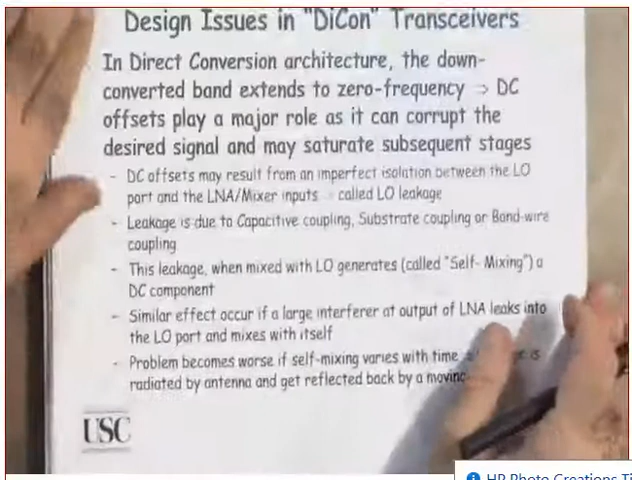 Design Issues in "DiCon" Transceivers
In Direct Conversion architecture, the down-
converted band extends to zero-frequency ⇒ DC
offsets play a major role as it can corrupt the
desired signal and may saturate subsequent stages
- DC offsets may result from an imperfect isolation between the LO
port and the LNA/Mixer inputs - called LO leakage
- Leakage is due to Capacitive coupling, Substrate coupling or Bond-wire
coupling
- This leakage, when mixed with LO generates (called "Self- Mixing") a
DC component
- Similar effect occur if a large interferer at output of LNA leaks into
the LO port and mixes with itself
- Problem becomes worse if self-mixing varies with time is
radiated by antenna and get reflected back by a moving
USC
HP Photo Creations